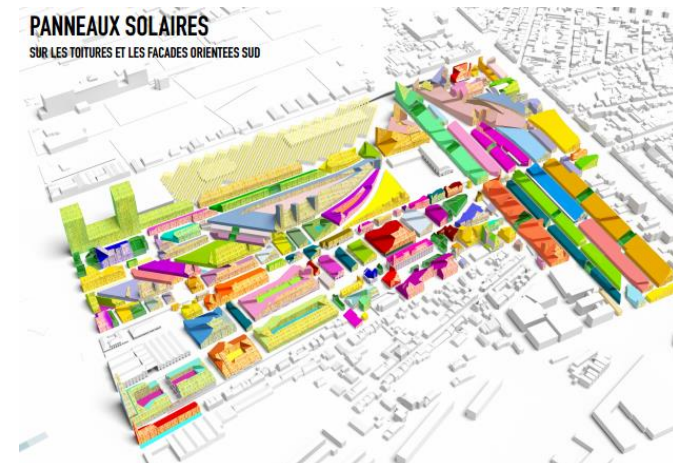 PANNEAUX SOLAIRES
SUR LES TOITURES ET LES FACADES ORIENTEES SUD